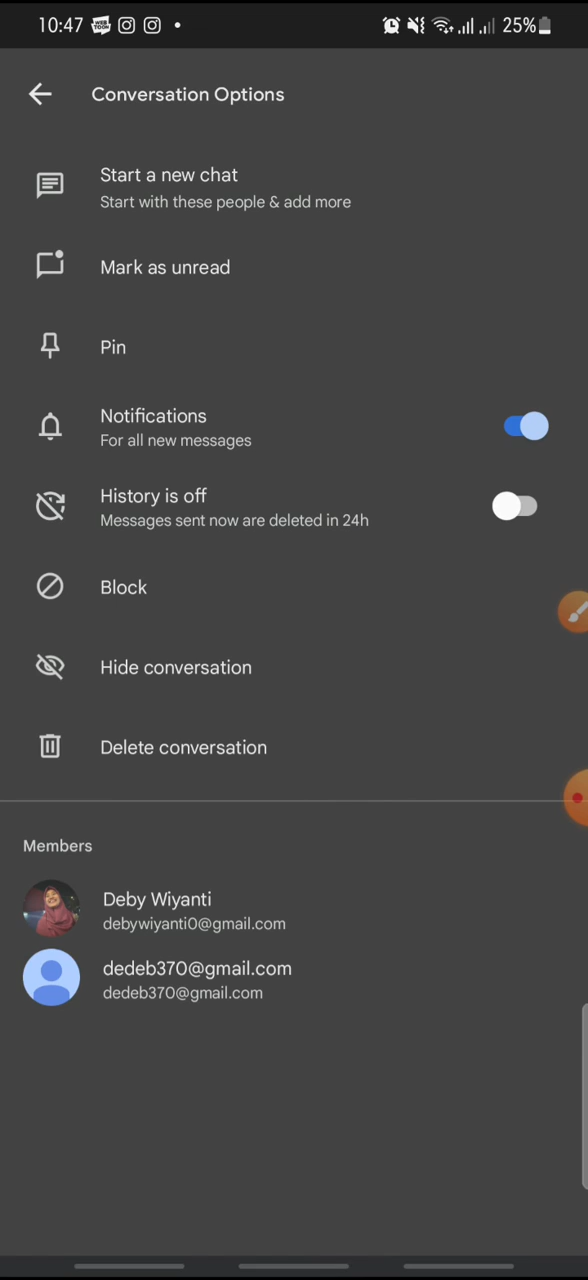 10:47 WEB TOON 25%
Conversation Options
Start a new chat
Start with these people & add more
Mark as unread
Pin
Notifications
For all new messages
History is off
Messages sent now are deleted in 24h
Block
Hide conversation
Delete conversation
Members
Deby Wiyanti
debywiyanti0@gmail.com
dedeb370@gmail.com
dedeb370@gmail.com